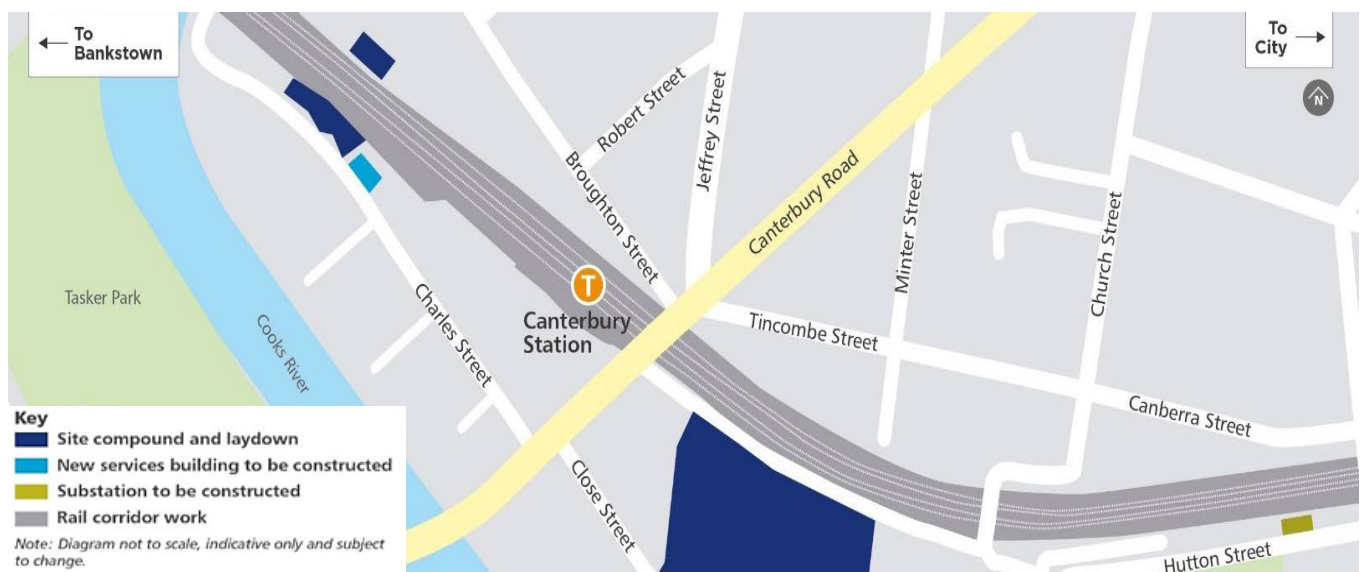 To
Bankstown
To
City
N
Robert Street
Jeffrey Street
Broughton Street
Canterbury Road
Minter Street
Church Street
Tasker Park
Cooks River
Charles Street
T
Canterbury
Station
Tincombe Street
Canberra Street
Close Street
Hutton Street
Key
Site compound and laydown
New services building to be constructed
Substation to be constructed
Rail corridor work
Note: Diagram not to scale, indicative only and subject
to change.